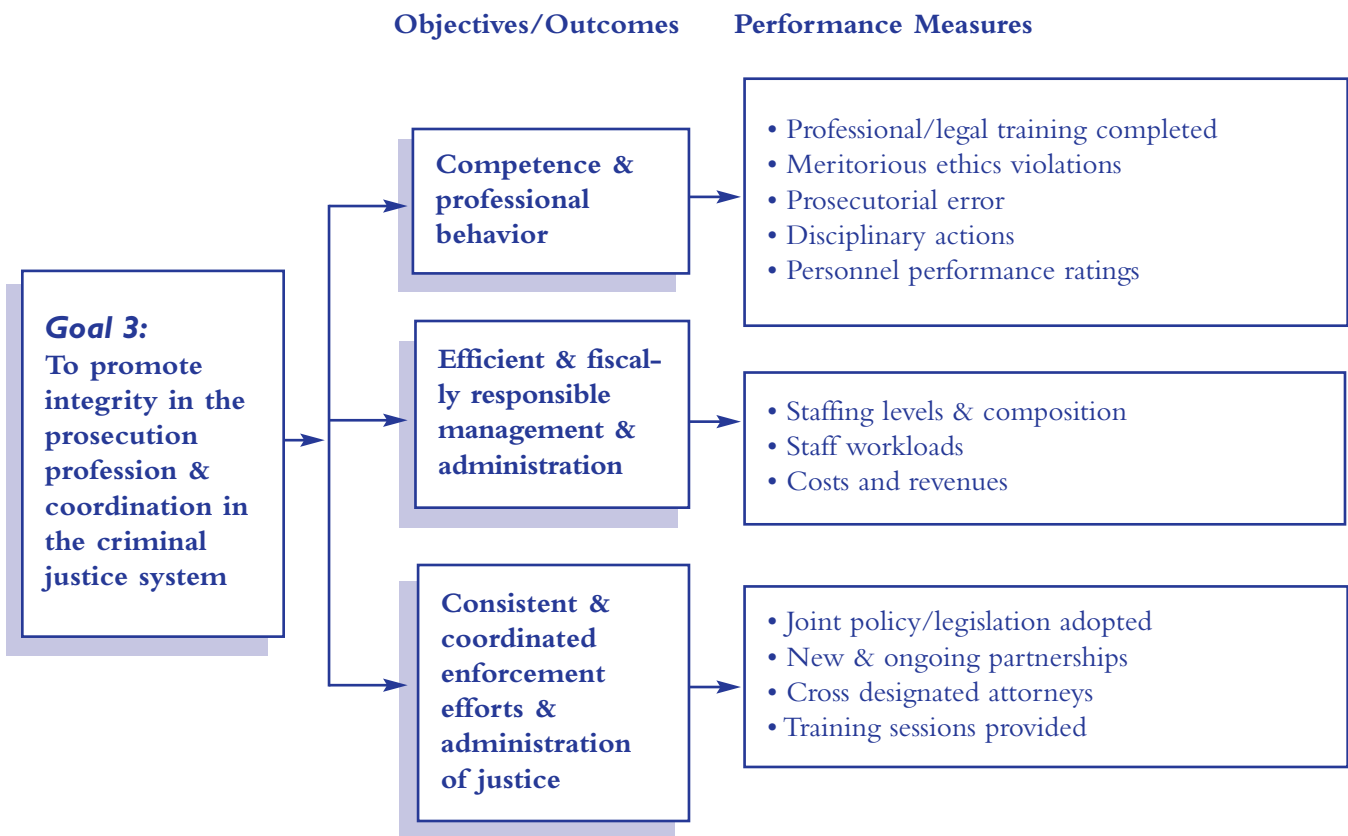 Objectives/Outcomes Performance Measures
Goal 3:
To promote
integrity in the
prosecution
profession &
coordination in
the criminal
justice system
Competence &
professional
behavior
• Professional/legal training completed
• Meritorious ethics violations
• Prosecutorial error
• Disciplinary actions
• Personnel performance ratings
Efficient & fiscal-
ly responsible
management &
administration
• Staffing levels & composition
• Staff workloads
• Costs and revenues
Consistent &
coordinated
enforcement
efforts &
administration
of justice
• Joint policy/legislation adopted
• New & ongoing partnerships
• Cross designated attorneys
• Training sessions provided